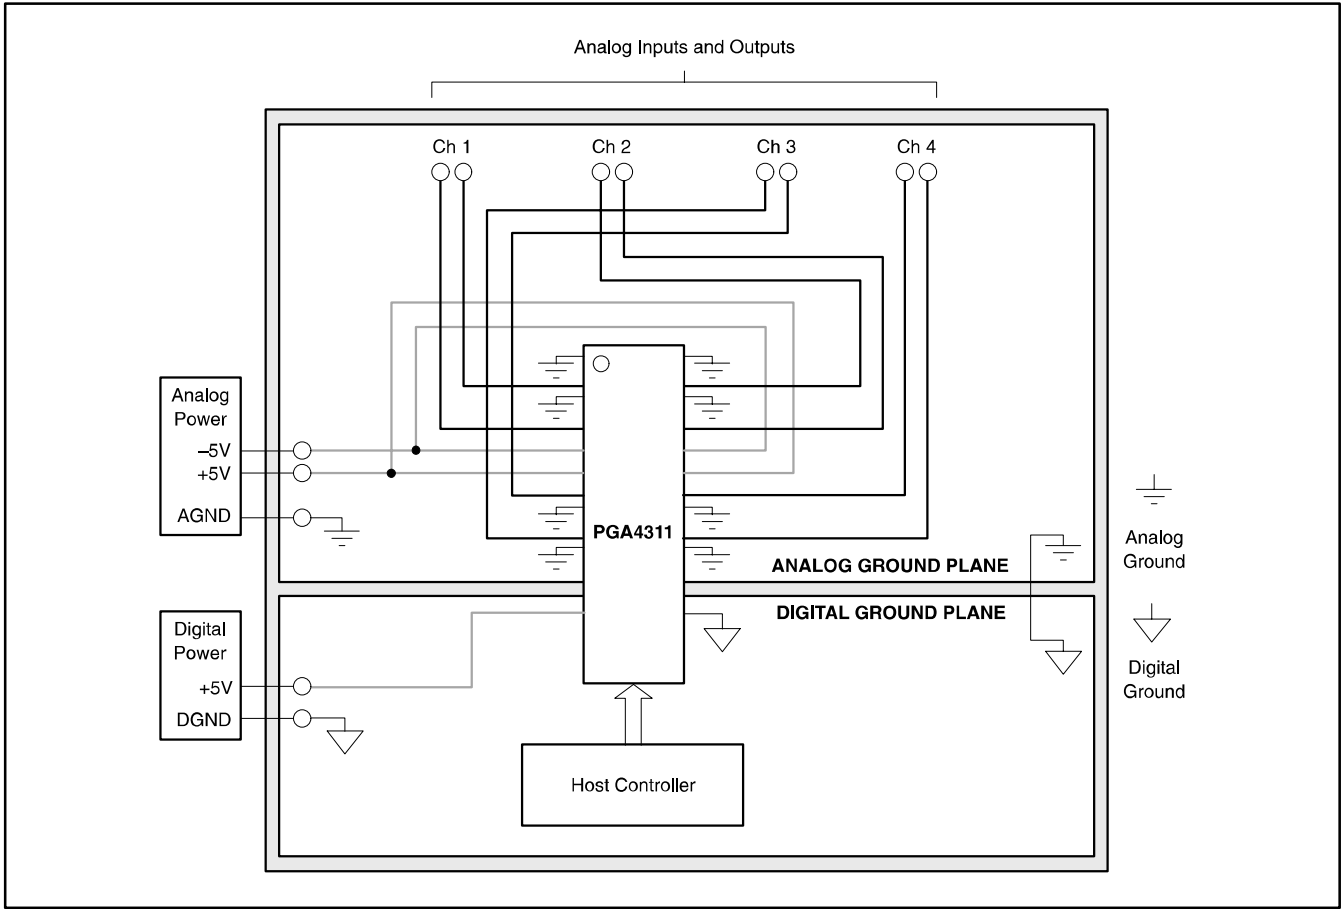 Analog Inputs and Outputs
Ch 1
Ch 2
Ch 3
Ch 4
Analog
Power
–5V
+5V
AGND
PGA4311
ANALOG GROUND PLANE
Analog
Ground
DIGITAL GROUND PLANE
Digital
Power
+5V
DGND
Digital
Ground
Host Controller